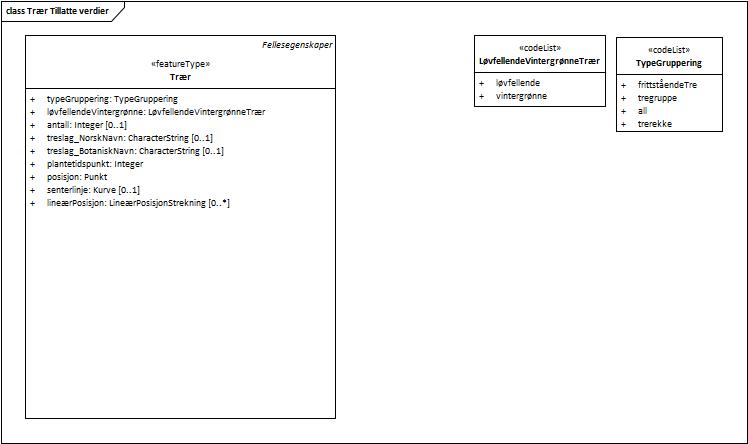 class Trær Tillatte verdier
Fellesegenskaper
«featureType»
Trær
+ typeGruppering: TypeGruppering
+ løvfellendeVintergrønne: LøvfellendeVintergrønneTrær
+ antall: Integer [0..1]
+ treslag_NorskNavn: CharacterString [0..1]
+ treslag_BotaniskNavn: CharacterString [0..1]
+ plantetidspunkt: Integer
+ posisjon: Punkt
+ senterlinje: Kurve [0..1]
+ lineærPosisjon: LineærPosisjonStrekning [0..*]
«codeList»
LøvfellendeVintergrønneTrær
+ løvfellende
+ vintergrønne
«codeList»
TypeGruppering
+ frittståendeTre
+ tregruppe
+ all
+ trerekke